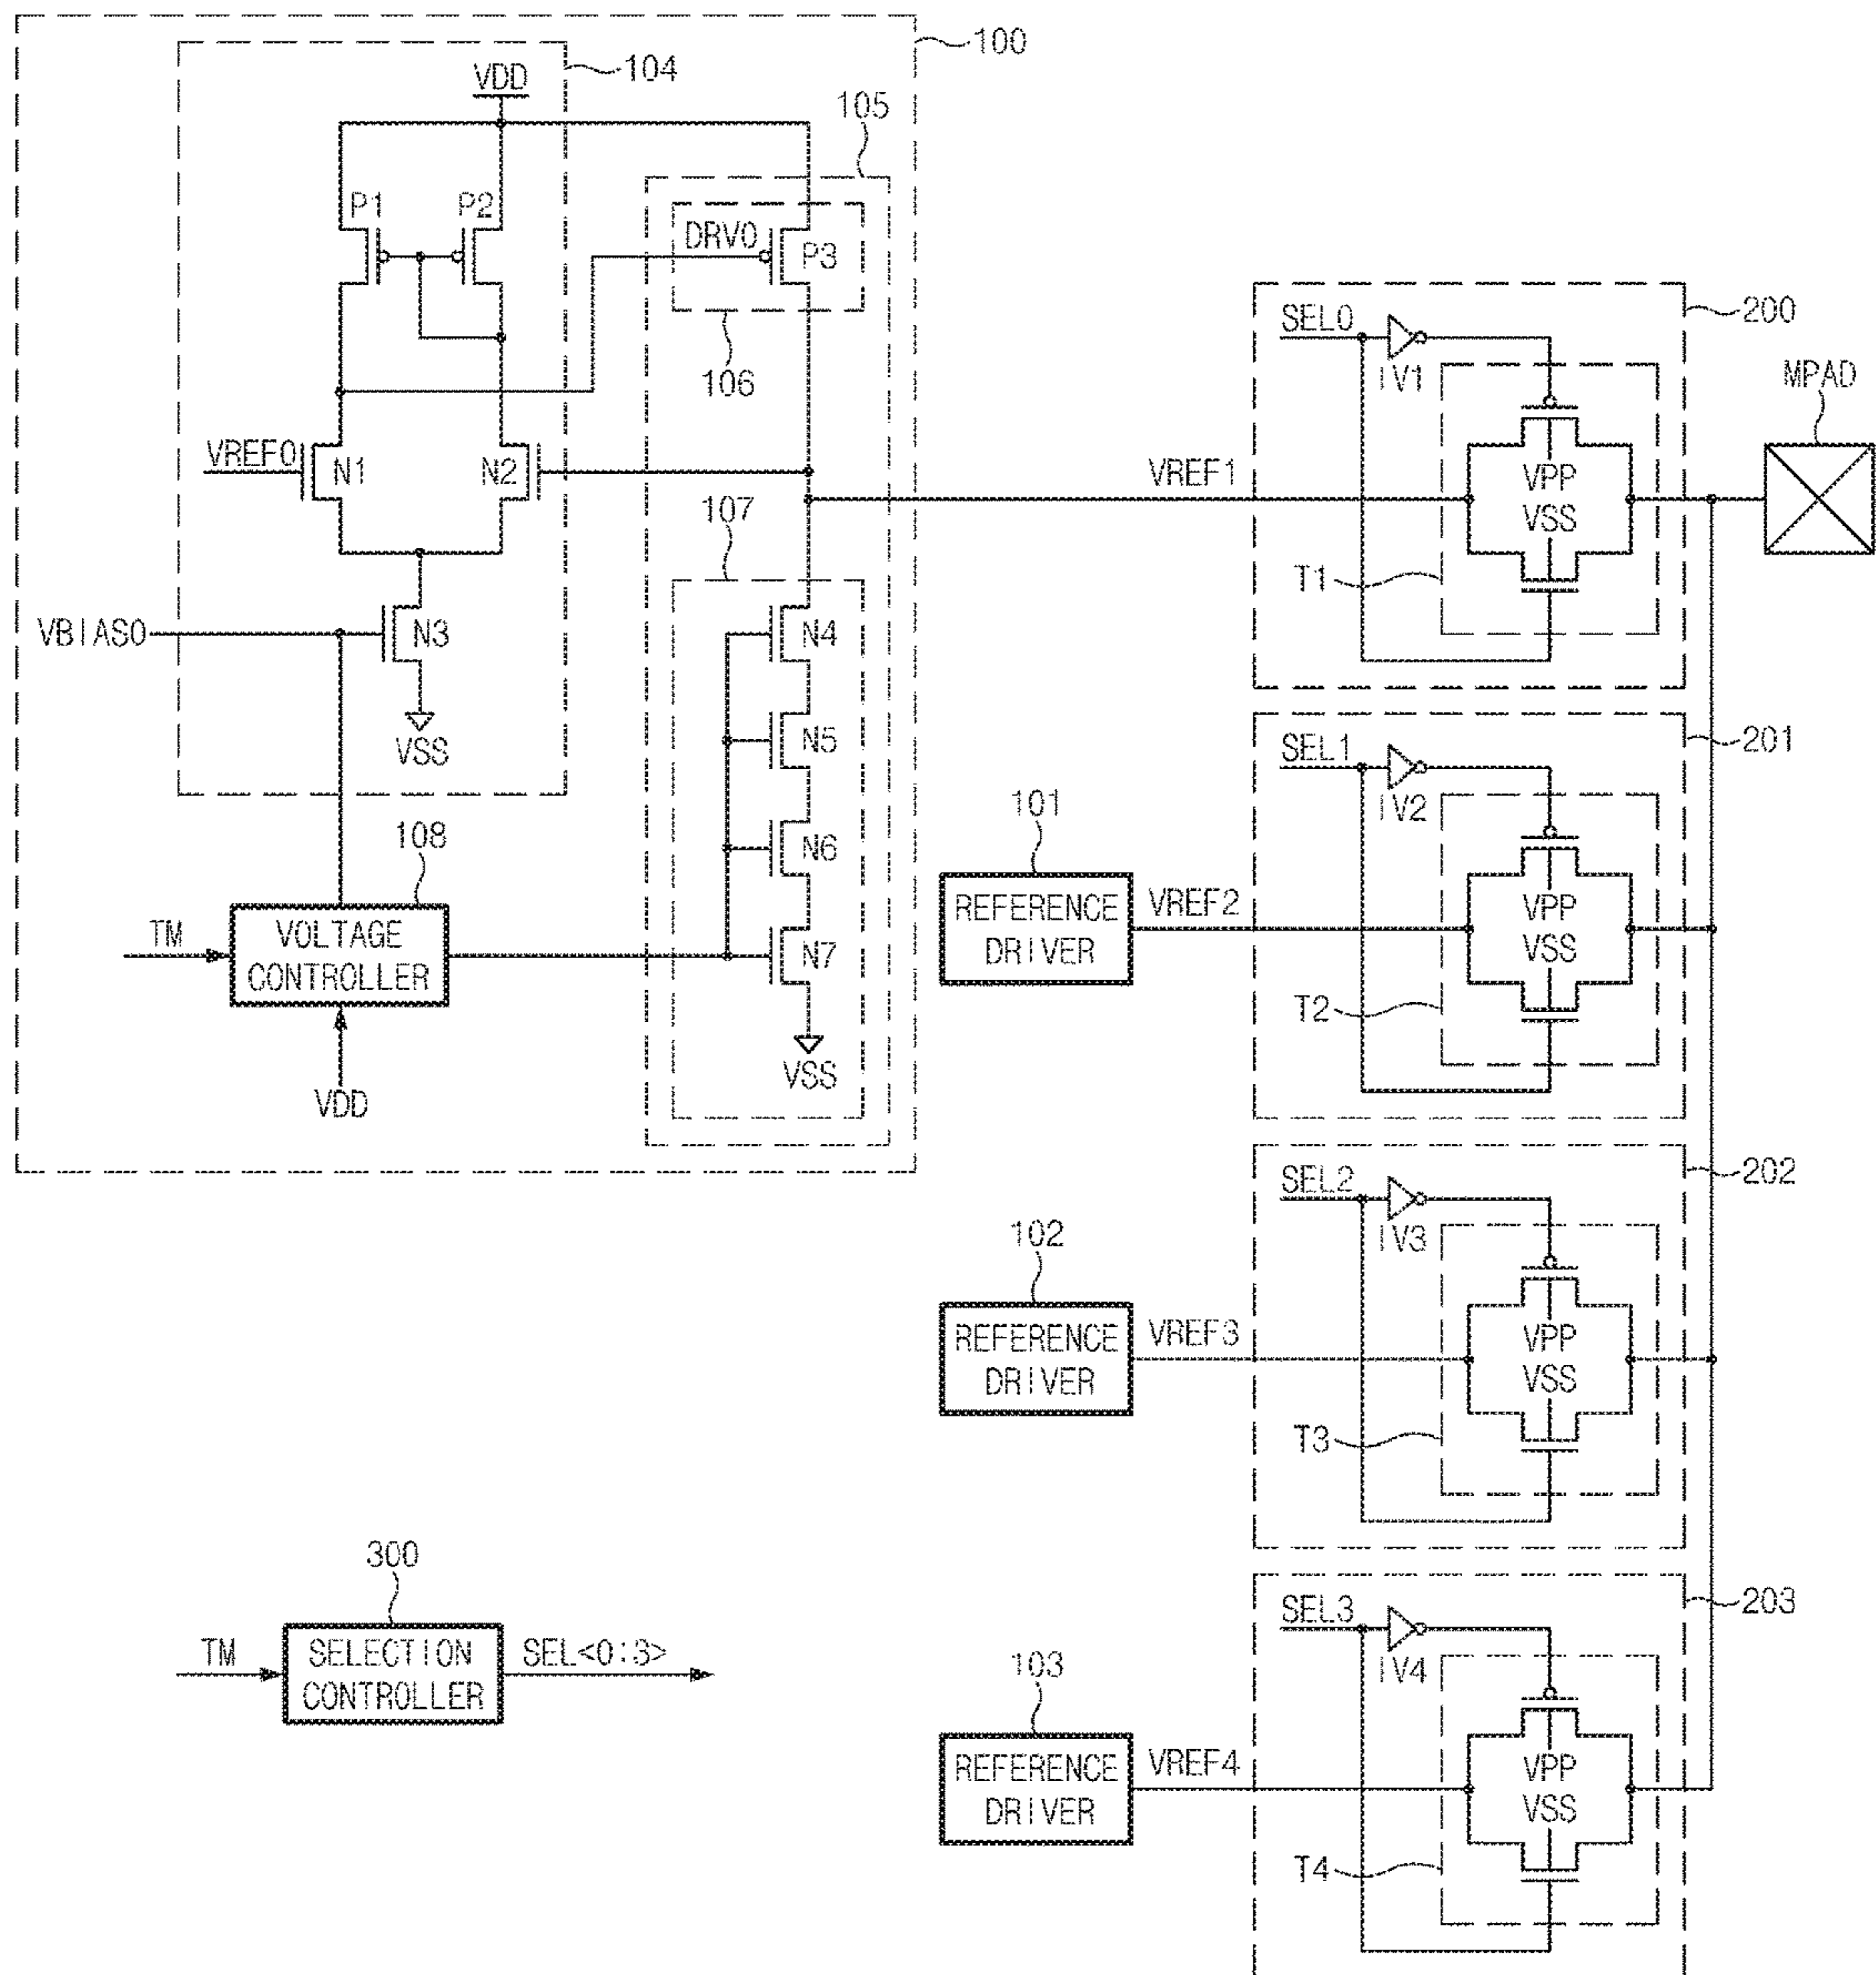 100
104
VDD
105
P1
P2
DRV0
P3
106
VREF0
N1
N2
107
VBIAS0
N3
VSS
N4
N5
N6
N7
VSS
108
TM
VOLTAGE
CONTROLLER
VDD
VREF1
200
SEL0
IV1
VPP
VSS
T1
MPAD
201
SEL1
IV2
VPP
VSS
T2
101
REFERENCE
DRIVER
VREF2
202
SEL2
IV3
VPP
VSS
T3
102
REFERENCE
DRIVER
VREF3
203
SEL3
IV4
VPP
VSS
T4
103
REFERENCE
DRIVER
VREF4
300
TM
SELECTION
CONTROLLER
SEL<0:3>